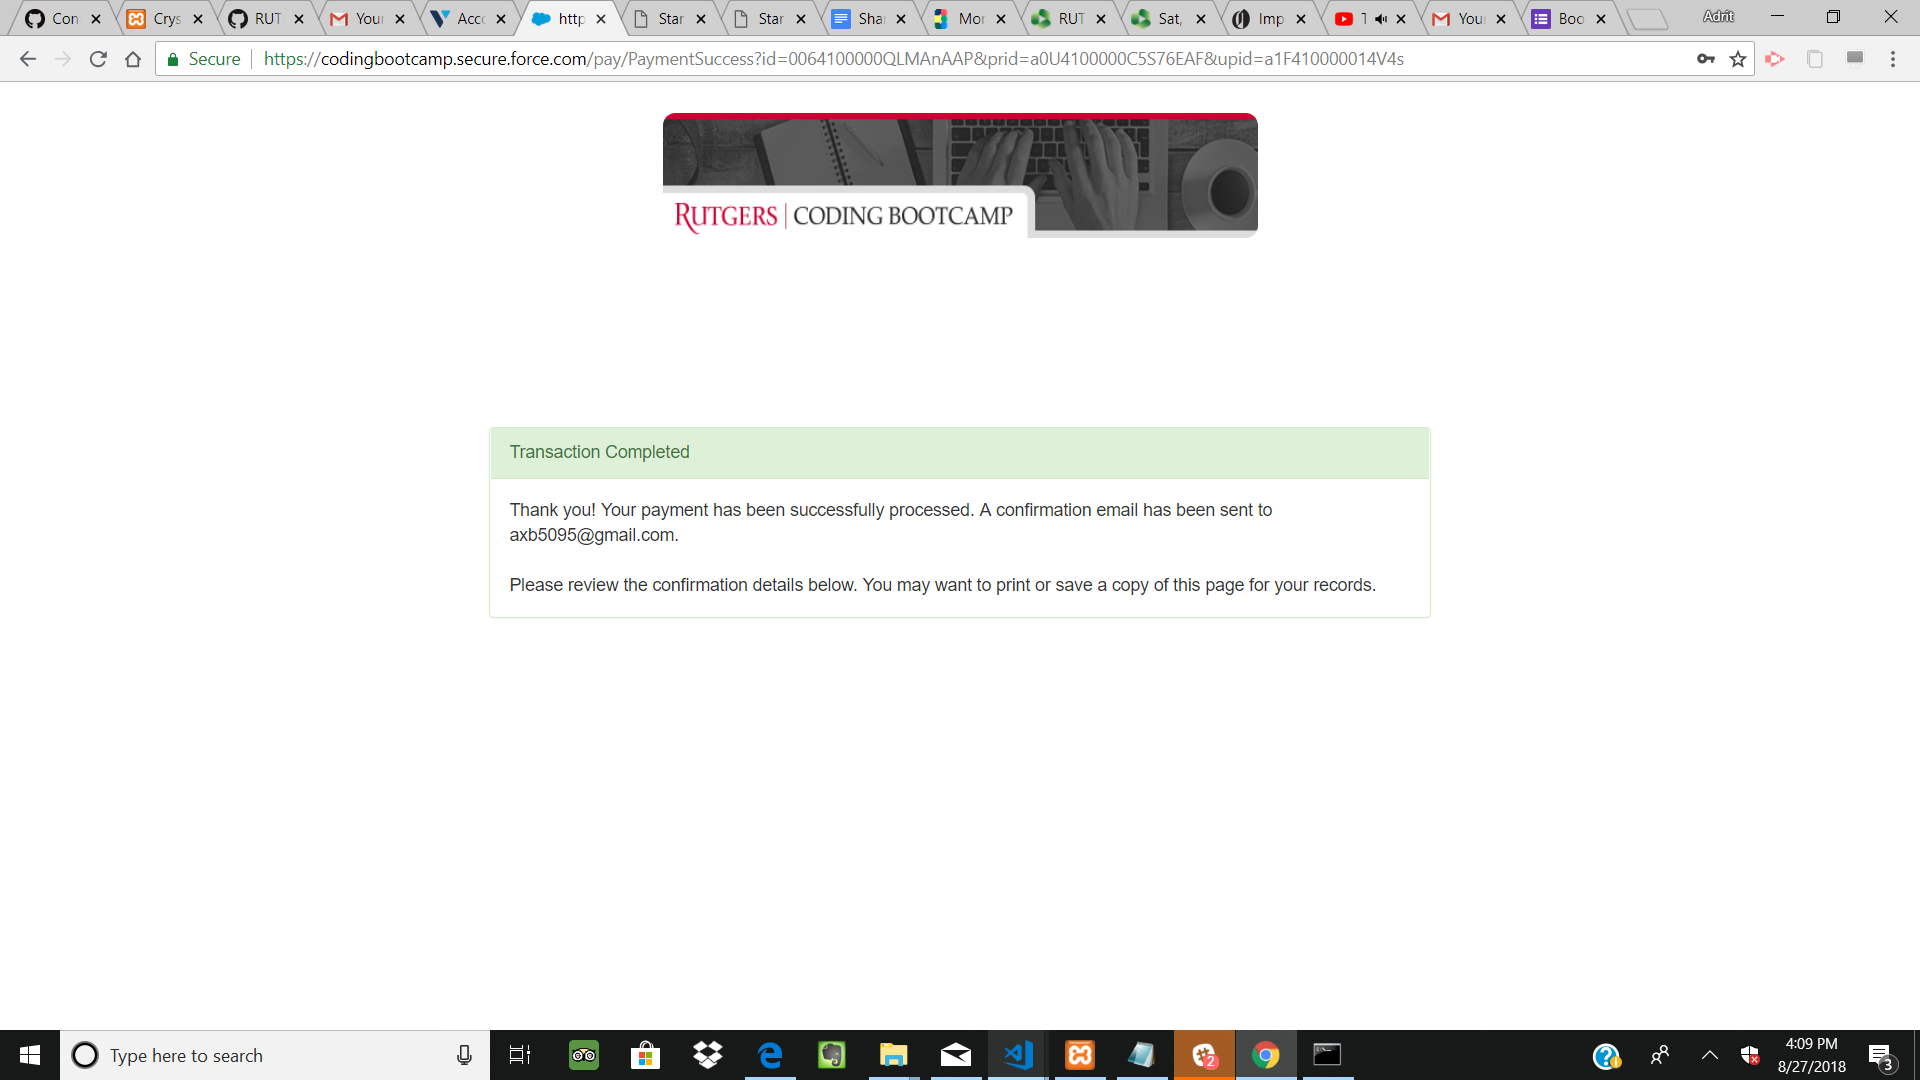 Con
Crys
RUT
Your
Acco
http
Star
Star
Sha
Mor
RUT
Sat,
Imp
T
Your
Boo
Adrit
Secure
https://codingbootcamp.secure.force.com/pay/PaymentSuccess?id=0064100000QLMAnAAP&prid=a0U4100000C5S76EAF&upid=a1F410000014V4s
RUTGERS | CODING BOOTCAMP
Transaction Completed
Thank you! Your payment has been successfully processed. A confirmation email has been sent to
axb5095@gmail.com.
Please review the confirmation details below. You may want to print or save a copy of this page for your records.
Type here to search
2
4:09 PM
8/27/2018
3